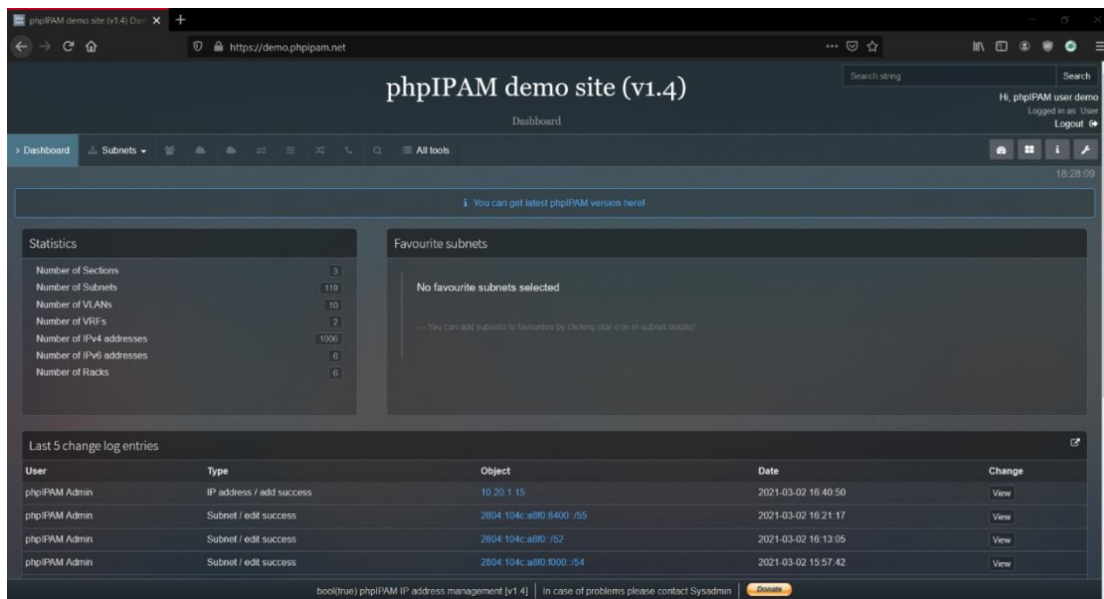 phpIPAM demo site (v1.4) Das
https://demo.phpipam.net
phpIPAM demo site (v1.4)
Dashboard
Search string
Search
Hi, phpIPAM user demo
Logged in as User
Logout
> Dashboard
Subnets
All tools
18:28:09
You can get latest phpIPAM version here!
Statistics
Number of Sections 3
Number of Subnets 119
Number of VLANs 10
Number of VRFs 2
Number of IPv4 addresses 1006
Number of IPv6 addresses 6
Number of Racks 6
Favourite subnets
No favourite subnets selected
— You can add subnets to favourites by clicking star icon in subnet details!
Last 5 change log entries
User Type Object Date Change
phpIPAM Admin IP address / add success 10.20.1.15 2021-03-02 16:40:50 View
phpIPAM Admin Subnet / edit success 2804:104c:a8f0:8400::/55 2021-03-02 16:21:17 View
phpIPAM Admin Subnet / edit success 2804:104c:a8f0::/52 2021-03-02 16:13:05 View
phpIPAM Admin Subnet / edit success 2804:104c:a8f0:f000::/54 2021-03-02 15:57:42 View
bool(true) phpIPAM IP address management [v1.4] | In case of problems please contact Sysadmin | Donate